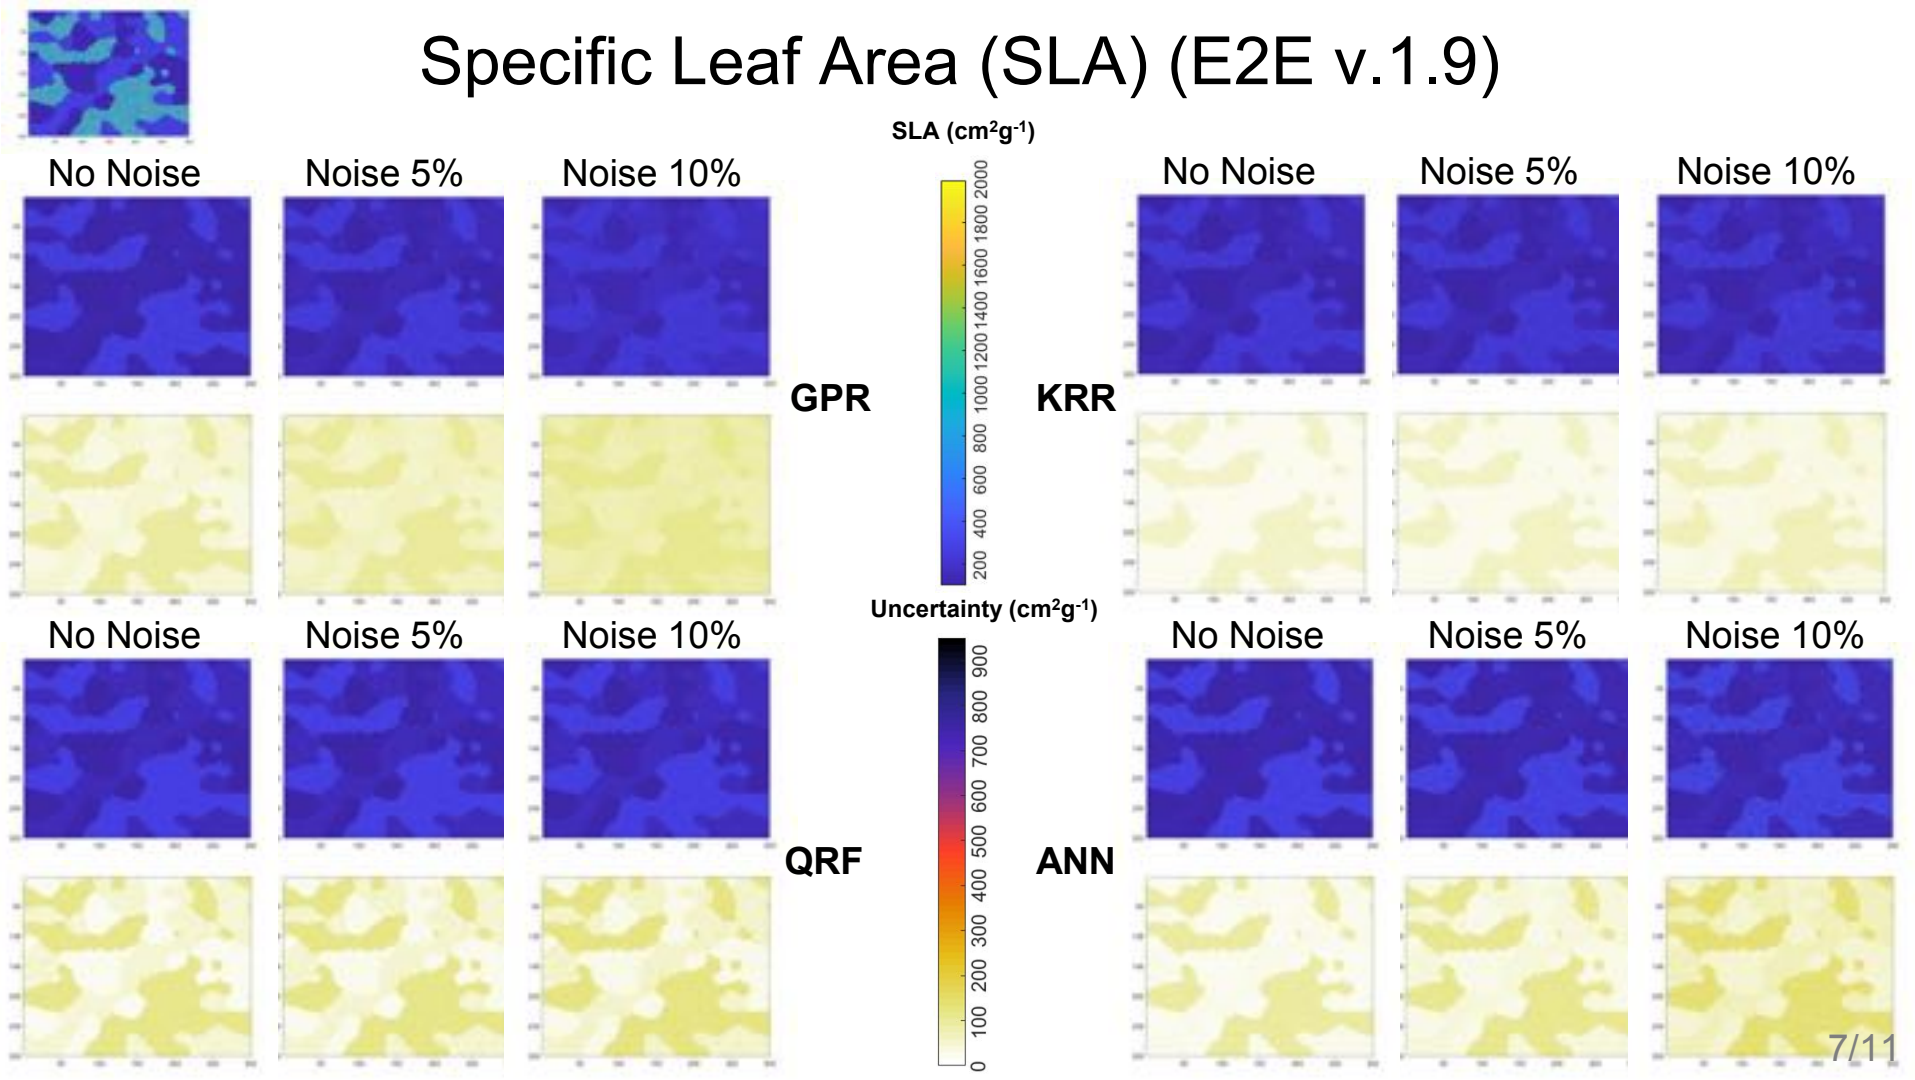 Specific Leaf Area (SLA) (E2E v.1.9)
SLA (cm²g⁻¹)
No Noise
Noise 5%
Noise 10%
No Noise
Noise 5%
Noise 10%
200 400 600 800 1000 1200 1400 1600 1800 2000
GPR
KRR
Uncertainty (cm²g⁻¹)
No Noise
Noise 5%
Noise 10%
No Noise
Noise 5%
Noise 10%
0 100 200 300 400 500 600 700 800 900
QRF
ANN
7/11